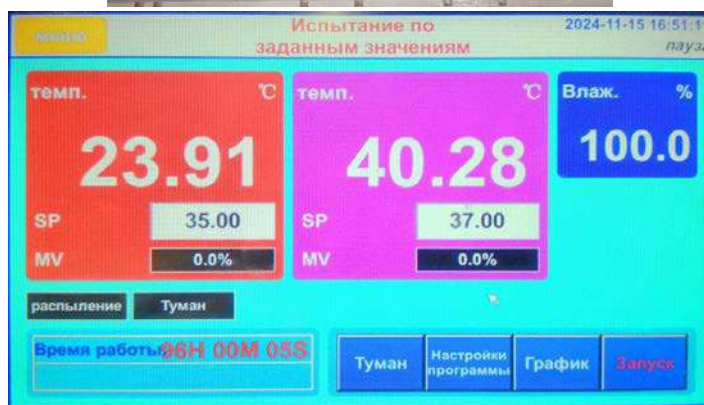 меню
Испытание по
заданным значениям
2024-11-15 16:51:1
пауз
темп. ℃
23.91
SP 35.00
MV 0.0%
темп. ℃
40.28
SP 37.00
MV 0.0%
Влаж. %
100.0
распыление Туман
Время работы 96H 00M 05S
Туман
Настройки
программы
График
Запуск